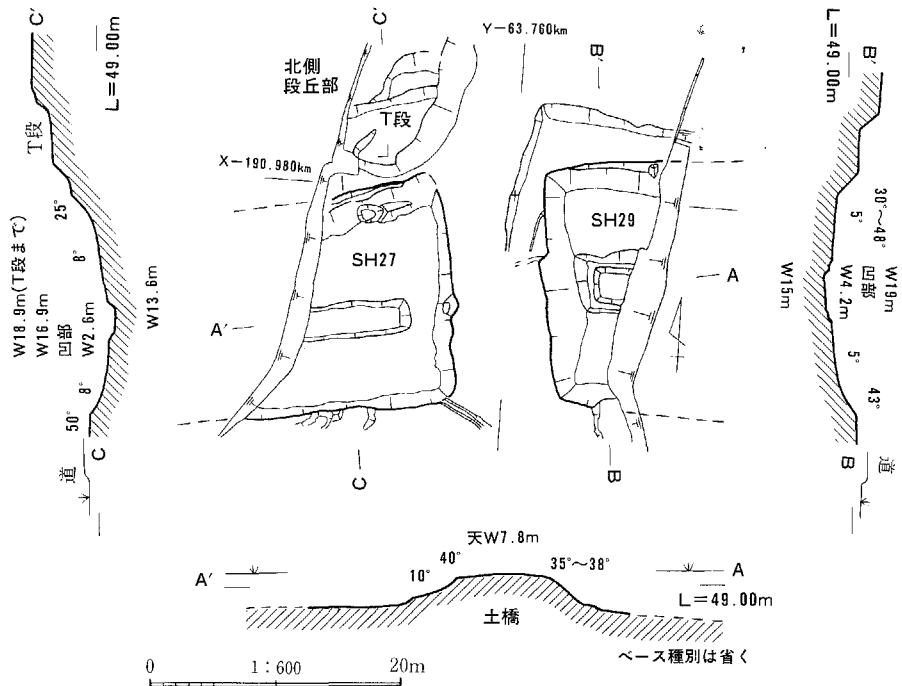 C'
L=49.00m
T段
25°
8°
W18.9m(T段まで)
W16.9m
凹部
W2.6m
W13.6m
8°
50°
C
道
C'
Y-63.760km
北側
段丘部
T段
X-190.980km
B'
SH27
SH29
A'
A
C
B
L=49.00m
B'
30°~48°
5°
W19m
凹部
W4.2m
W15m
5°
43°
B
道
天W7.8m
40°
35°~38°
A'
10°
A
L=49.00m
土橋
ベース種別は省く
0 1:600 20m